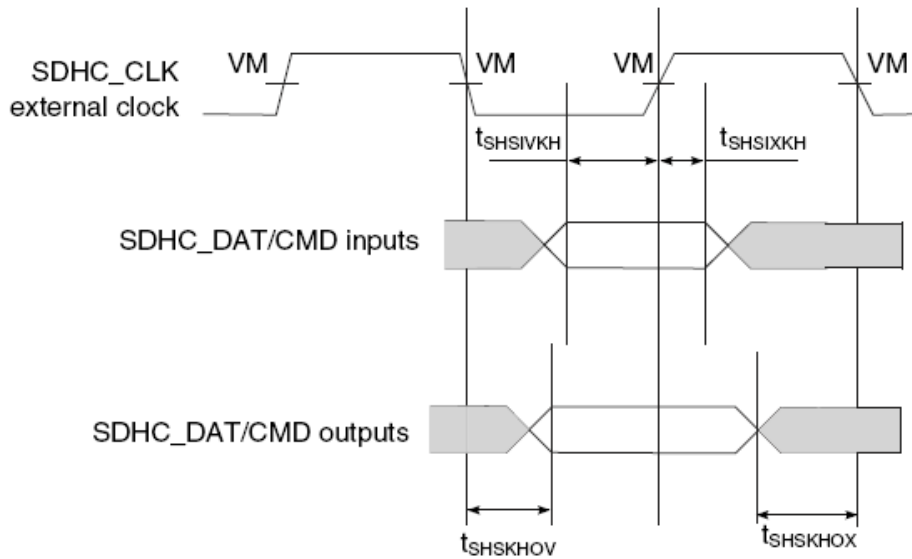 SDHC_CLK
external clock
VM
VM
VM
VM
tSHSIVKH
tSHSIXKH
SDHC_DAT/CMD inputs
SDHC_DAT/CMD outputs
tSHSKHOV
tSHSKHOX